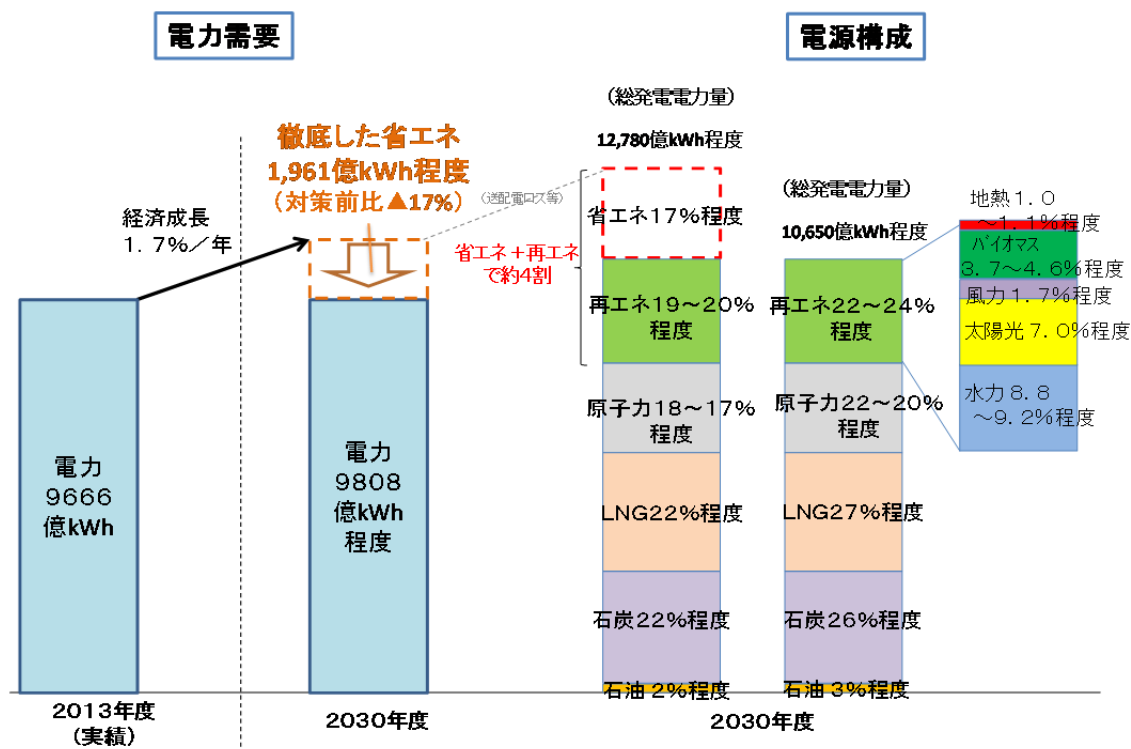 電力需要
電源構成
徹底した省エネ
1,961億kWh程度
(対策前比▲17%)
経済成長
1．7%／年
(送配電ロス等)
省エネ＋再エネ
で約4割
電力
9666
億kWh
電力
9808
億kWh
程度
(総発電電力量)
12,780億kWh程度
省エネ17%程度
再エネ19～20%
程度
原子力18～17%
程度
LNG22%程度
石炭22%程度
石油 2%程度
(総発電電力量)
10,650億kWh程度
再エネ22～24%
程度
原子力22～20%
程度
LNG27%程度
石炭26%程度
石油 3%程度
地熱 1．0
～1．1%程度
バイオマス
3．7～4．6%程度
風力 1．7%程度
太陽光 7．0%程度
水力 8．8
～9．2%程度
2013年度
(実績)
2030年度
2030年度